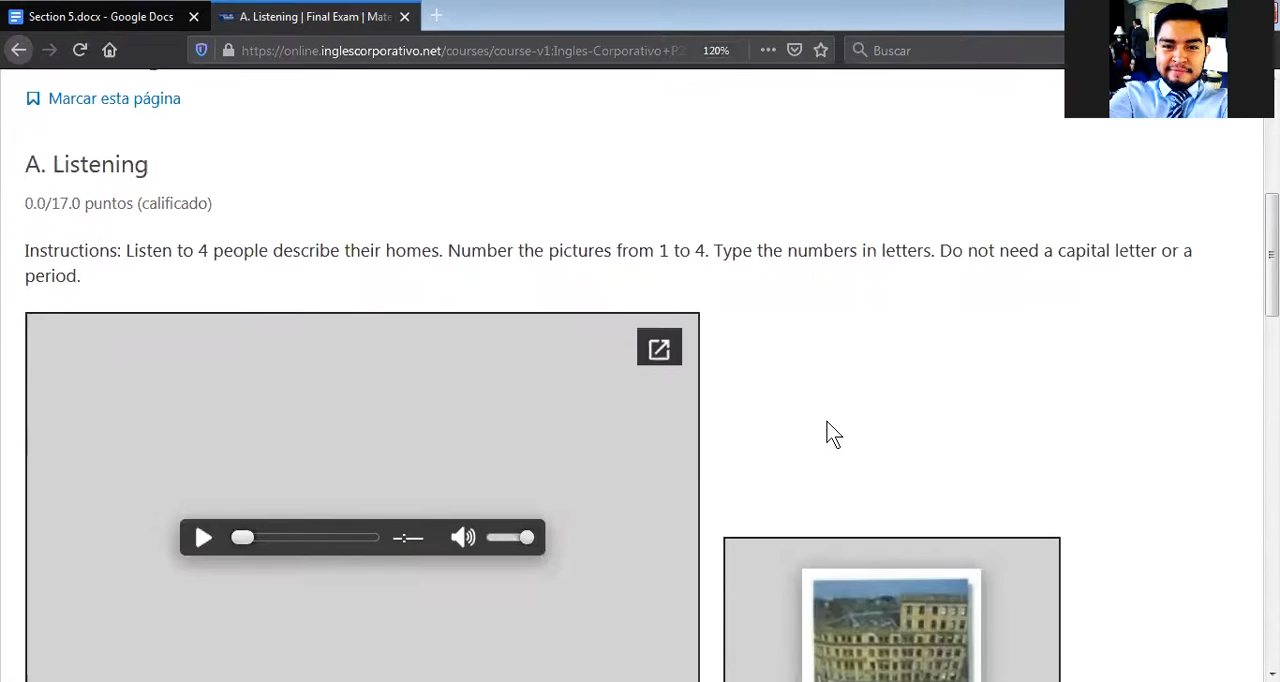 Section 5.docx - Google Docs
A. Listening | Final Exam | Mate
https://online.inglescorporativo.net/courses/course-v1:Ingles-Corporativo+P2
120%
Buscar
Marcar esta página
A. Listening
0.0/17.0 puntos (calificado)
Instructions: Listen to 4 people describe their homes. Number the pictures from 1 to 4. Type the numbers in letters. Do not need a capital letter or a
period.
-:--